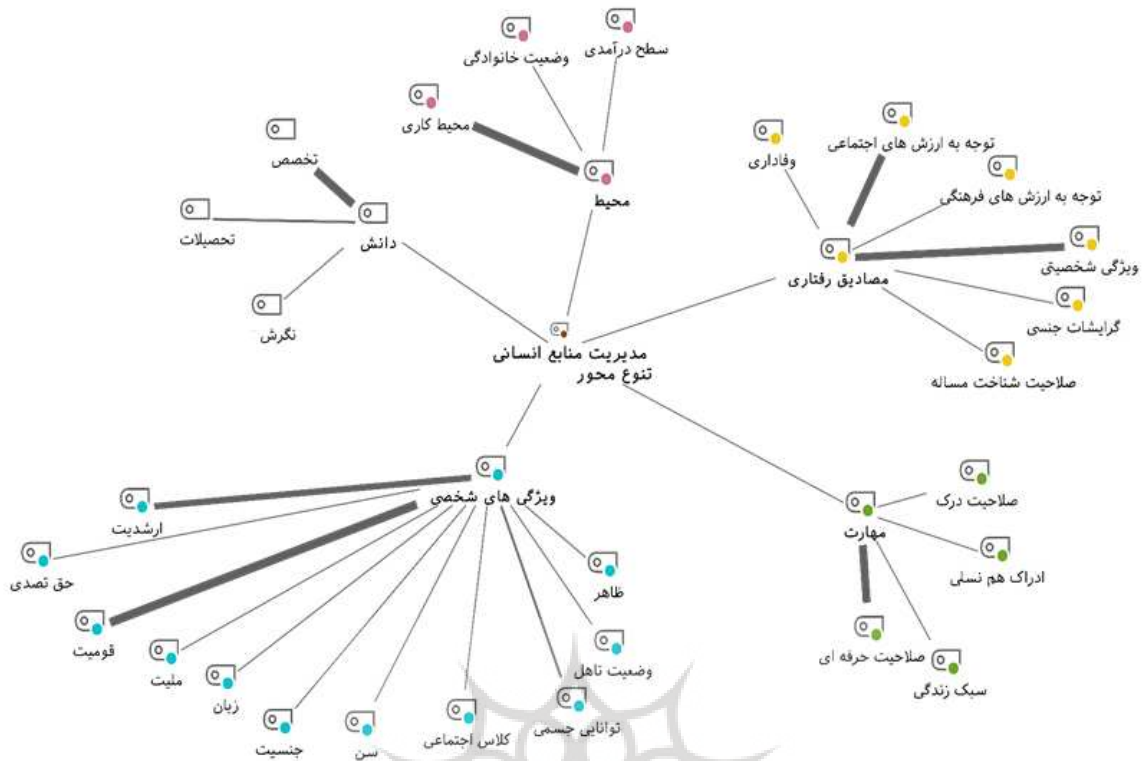 سطح درآمدی
وضعیت خانوادگی
محیط کاری
محیط
تخصص
تحصیلات
دانش
نگرش
توجه به ارزش های اجتماعی
وفاداری
توجه به ارزش های فرهنگی
ویژگی شخصیتی
مصادیق رفتاری
گرایشات جنسی
صلاحیت شناخت مساله
مدیریت منابع انسانی
تنوع محور
ویژگی های شخصی
ارشدیت
حق تصدی
قومیت
ملیت
زبان
جنسیت
سن
کلاس اجتماعی
توانایی جسمی
وضعیت تاهل
ظاهر
صلاحیت درک
مهارت
ادراک هم نسلی
صلاحیت حرفه ای
سبک زندگی